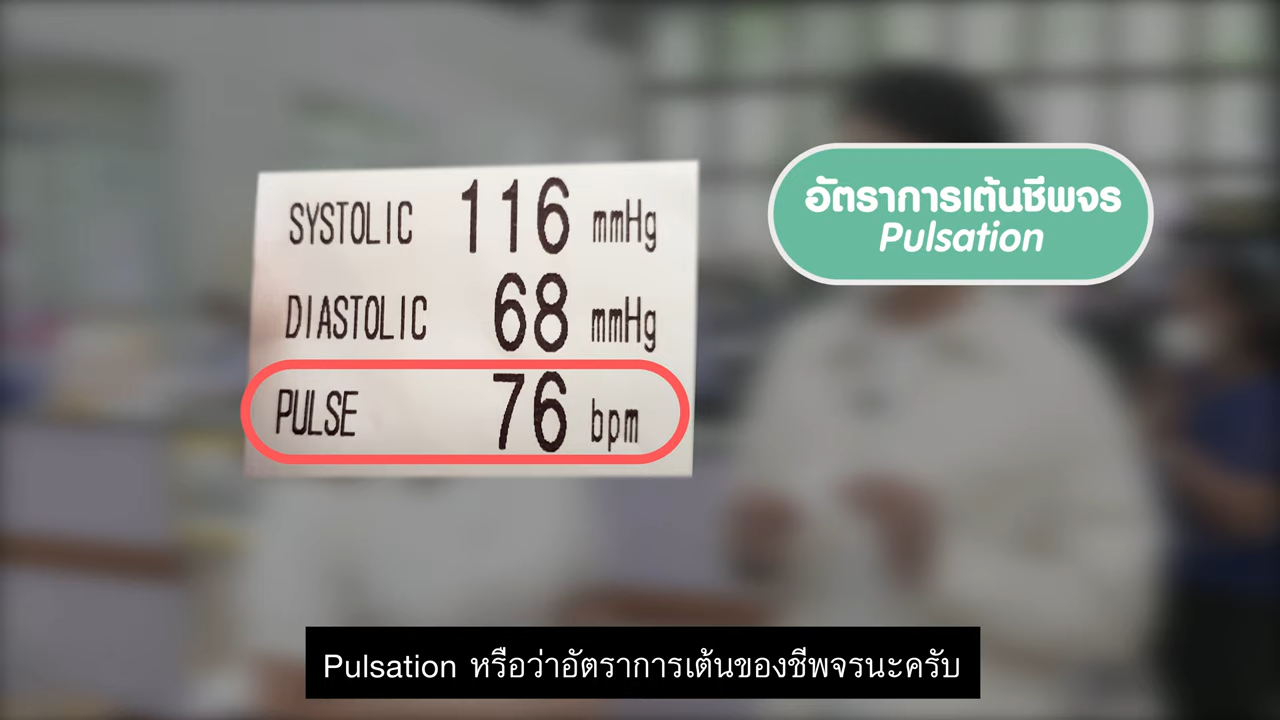 SYSTOLIC 116 mmHg
DIASTOLIC 68 mmHg
PULSE 76 bpm
อัตราการเต้นชีพจร
Pulsation
Pulsation หรือว่าอัตราการเต้นของชีพจรนะครับ